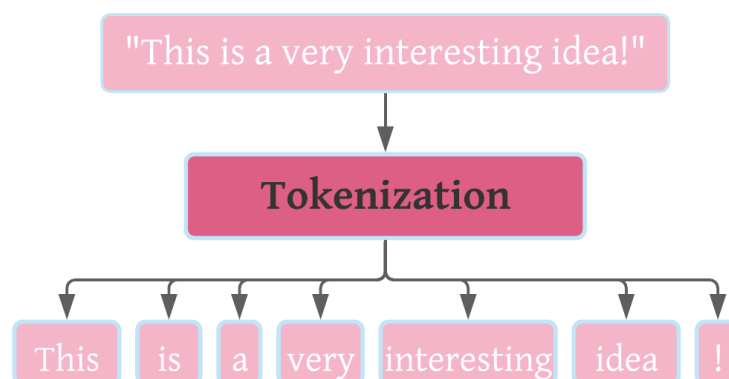 "This is a very interesting idea!"
Tokenization
This is a very interesting idea !